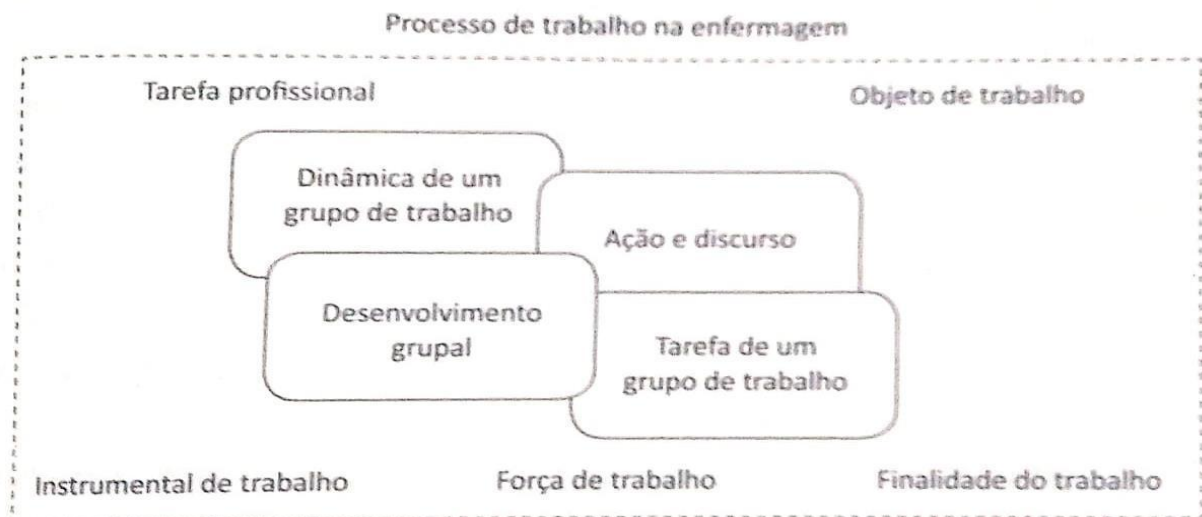 Processo de trabalho na enfermagem
Tarefa profissional
Objeto de trabalho
Dinâmica de um
grupo de trabalho
Ação e discurso
Desenvolvimento
grupal
Tarefa de um
grupo de trabalho
Instrumental de trabalho
Força de trabalho
Finalidade do trabalho